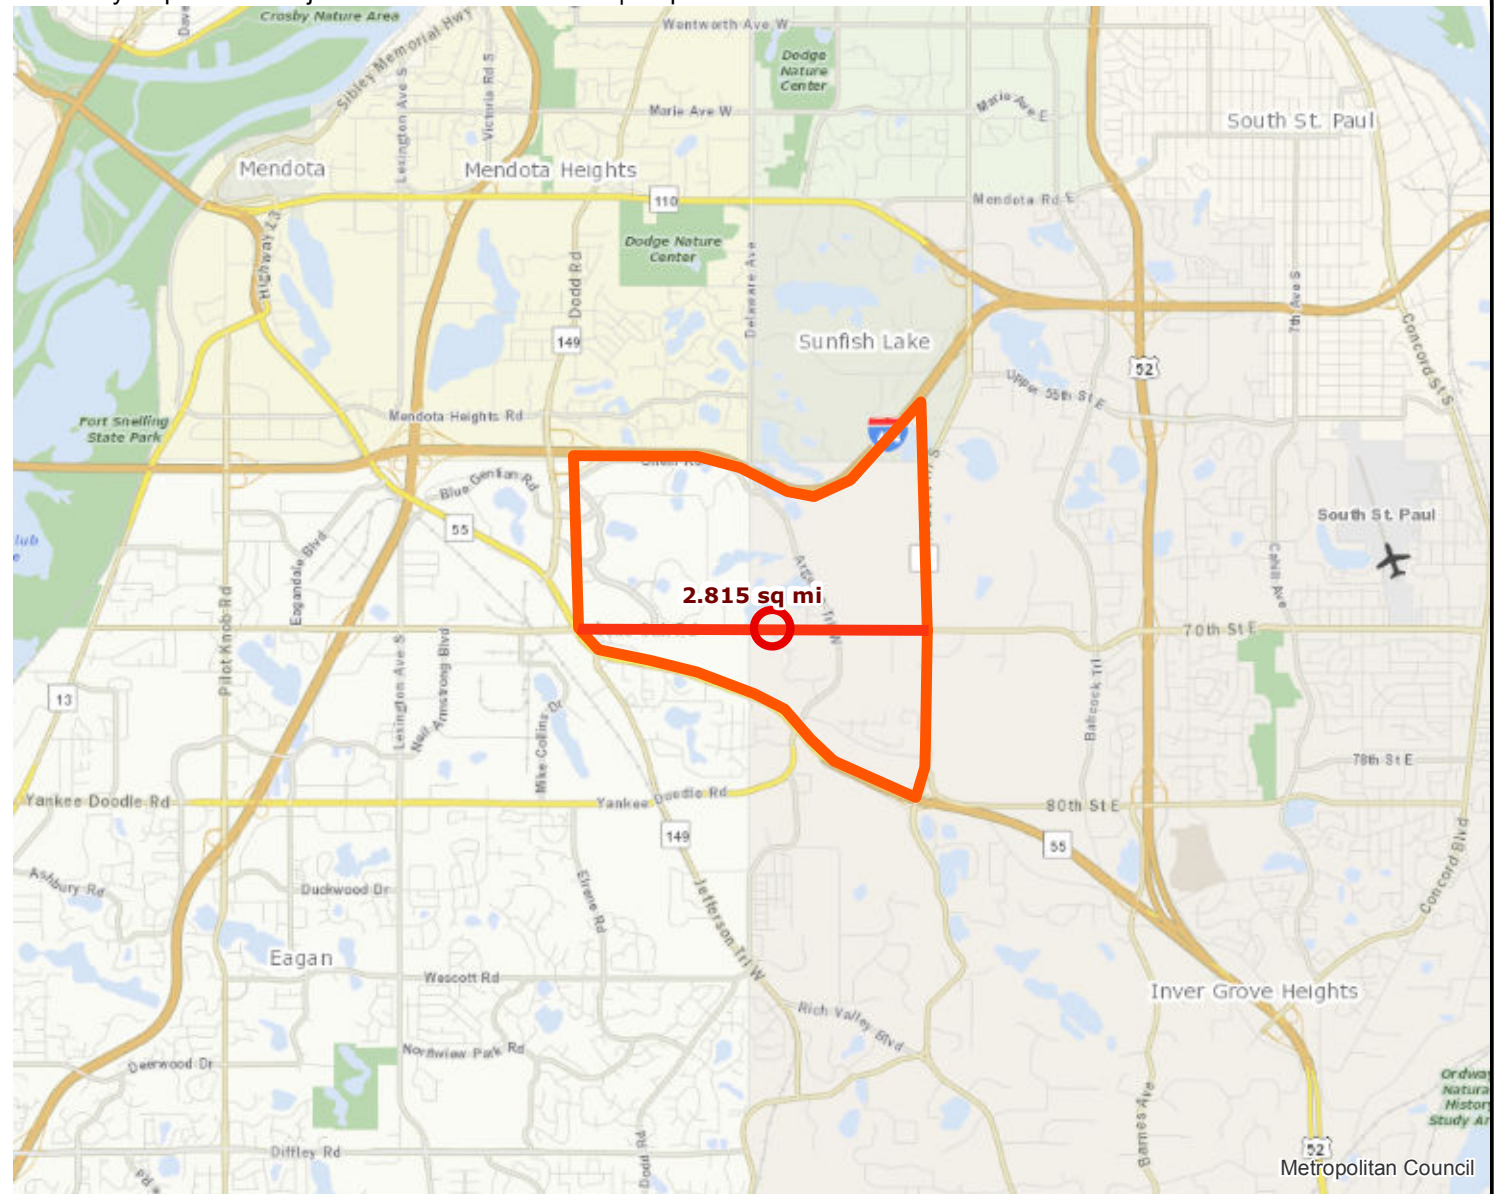 Crosby Nature Area
Sibley Memorial Hwy
Wentworth Ave W
Dodge
Nature
Center
Lexington Ave S
Victoria Rd S
Marie Ave W
Marie Ave E
South St. Paul
Mendota
Mendota Heights
110
Mendota Rd E
Highway 13
Dodd Rd
Dodge Nature
Center
Delaware Ave
7th Ave S
149
Sunfish Lake
Concord St S
52
Upper 55th St E
Fort Snelling
State Park
Mendota Heights Rd
Blue Gentian Rd
55
South St. Paul
Eagandale Blvd
Cahill Ave
2.815 sq mi
Pilot Knob Rd
70th St E
13
Lexington Ave S
Neil Armstrong Blvd
Mike Collins Dr
Babcock Trl
78th St E
Yankee Doodle Rd
Yankee Doodle Rd
80th St E
149
55
Ashbury Rd
Duckwood Dr
Elrene Rd
Jefferson Trl W
Concord Blvd
Eagan
Wescott Rd
Inver Grove Heights
Rich Valley Blvd
Deerwood Dr
Northview Park Rd
Barnes Ave
Diffley Rd
Dodd Rd
52
Metropolitan Council